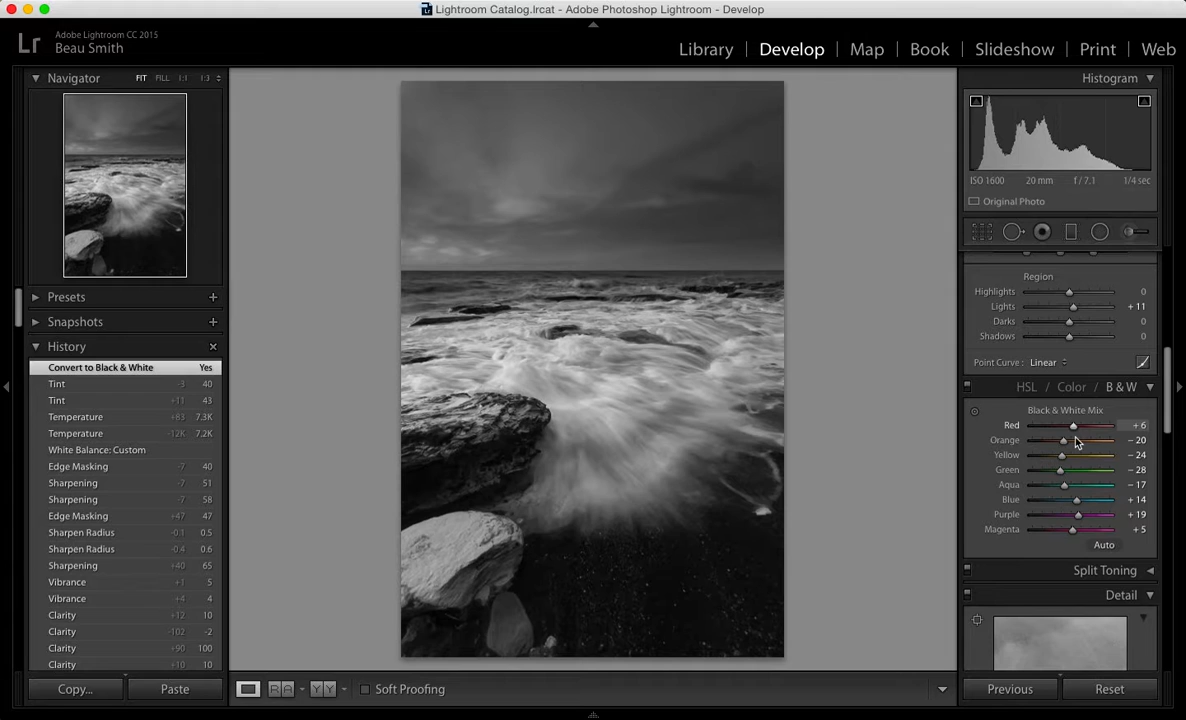 Lightroom Catalog.lrcat - Adobe Photoshop Lightroom - Develop
Lr
Adobe Lightroom CC 2015
Beau Smith
Library | Develop | Map | Book | Slideshow | Print | Web
Navigator FIT FILL 1:1 1:3
Presets
Snapshots
History
Convert to Black & White Yes
Tint -3 40
Tint +11 43
Temperature +83 7.3K
Temperature -12K 7.2K
White Balance: Custom
Edge Masking -7 40
Sharpening -7 51
Sharpening -7 58
Edge Masking +47 47
Sharpen Radius -0.1 0.5
Sharpen Radius -0.4 0.6
Sharpening +40 65
Vibrance +1 5
Vibrance +4 4
Clarity +12 10
Clarity -102 -2
Clarity +90 100
Clarity +10 10
Copy... Paste
Soft Proofing
Histogram
ISO 1600 20 mm f / 7.1 1/4 sec
Original Photo
Region
Highlights 0
Lights + 11
Darks 0
Shadows 0
Point Curve : Linear
HSL / Color / B & W
Black & White Mix
Red + 6
Orange - 20
Yellow - 24
Green - 28
Aqua - 17
Blue + 14
Purple + 19
Magenta + 5
Auto
Split Toning
Detail
Previous Reset